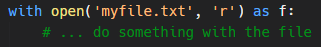 with open('myfile.txt', 'r') as f:
    # ... do something with the file